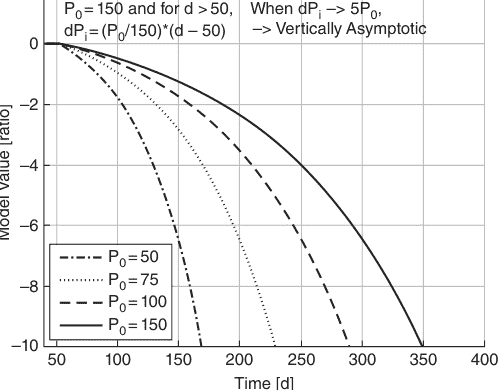 P₀ = 150 and for d > 50,
dPᵢ = (P₀/150)*(d − 50)
When dPᵢ −> 5P₀,
−> Vertically Asymptotic
Model Value [ratio]
0
−2
−4
−6
−8
−10
P₀ = 50
P₀ = 75
P₀ = 100
P₀ = 150
50 100 150 200 250 300 350 400
Time [d]